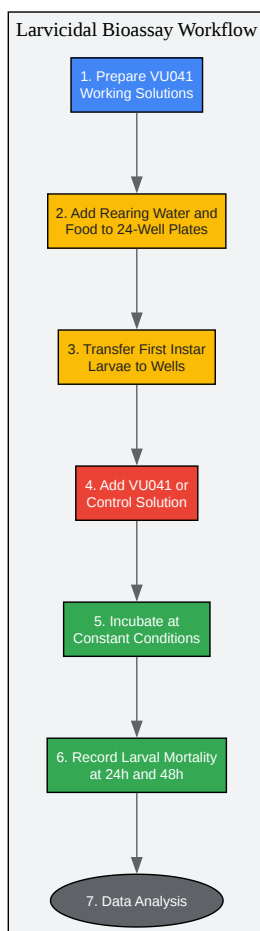 Larvicidal Bioassay Workflow
1. Prepare VU041
Working Solutions
2. Add Rearing Water and
Food to 24-Well Plates
3. Transfer First Instar
Larvae to Wells
4. Add VU041 or
Control Solution
5. Incubate at
Constant Conditions
6. Record Larval Mortality
at 24h and 48h
7. Data Analysis